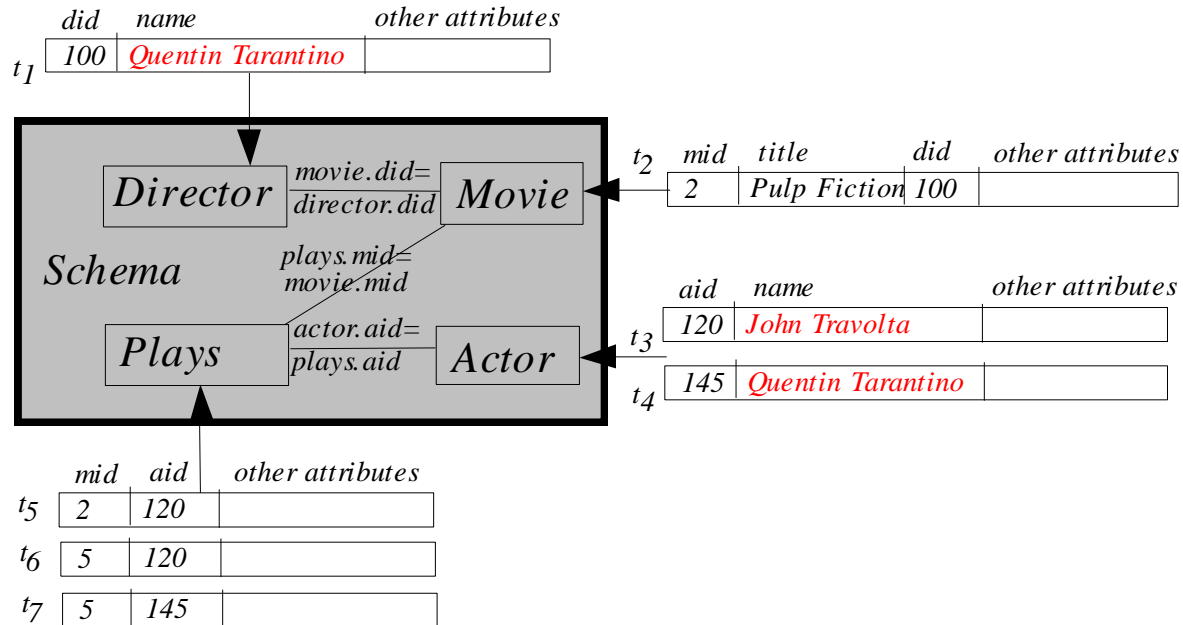 did name other attributes
t1 100 Quentin Tarantino
Director movie.did= director.did Movie
t2 mid title did other attributes
2 Pulp Fiction 100
Schema
plays.mid=
movie.mid
aid name other attributes
t3 120 John Travolta
Plays actor.aid= plays.aid Actor
t4 145 Quentin Tarantino
mid aid other attributes
t5 2 120
t6 5 120
t7 5 145